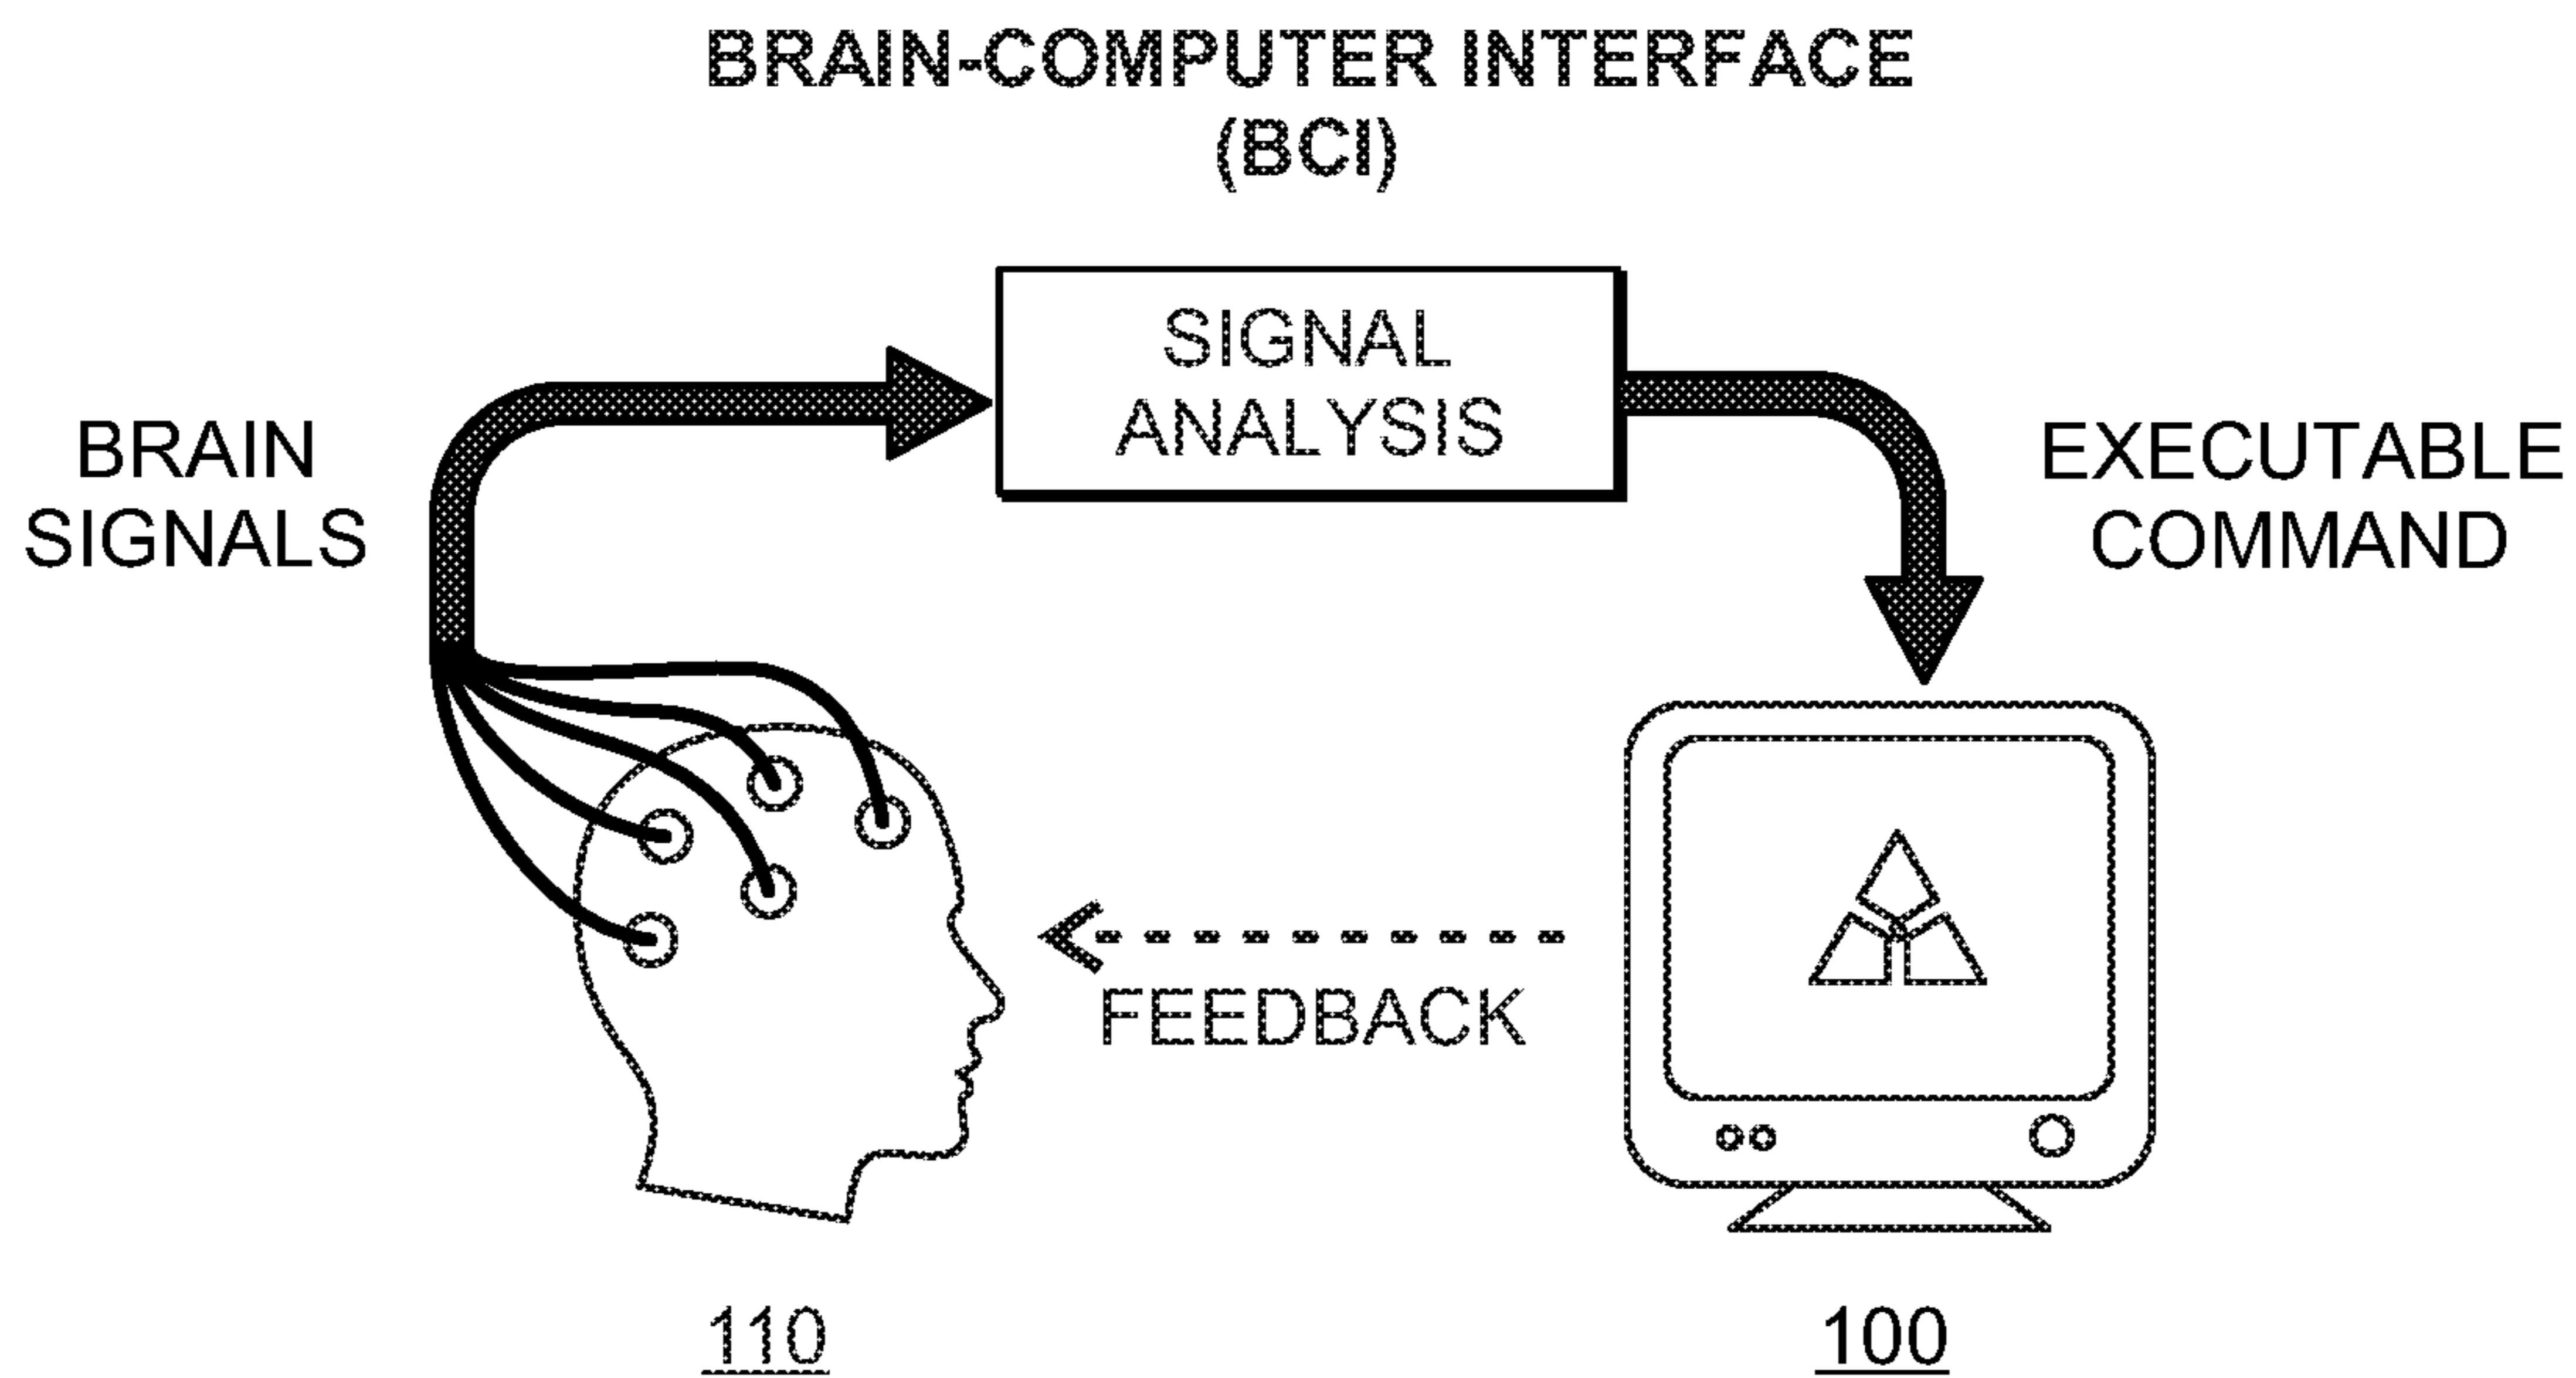 BRAIN-COMPUTER INTERFACE
(BCI)
SIGNAL
ANALYSIS
BRAIN
SIGNALS
EXECUTABLE
COMMAND
FEEDBACK
110
100